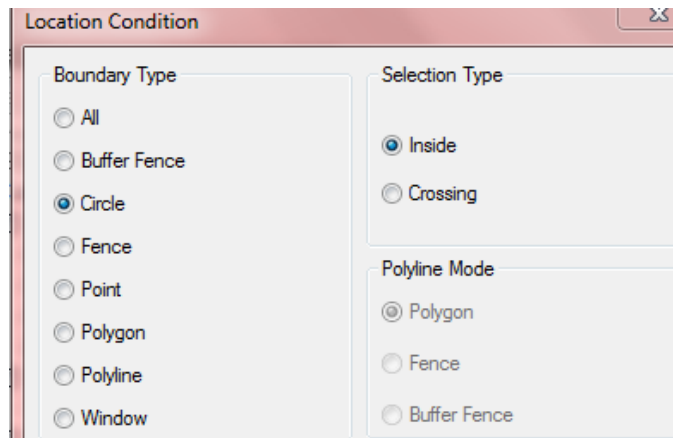 Location Condition
Boundary Type
All
Buffer Fence
Circle
Fence
Point
Polygon
Polyline
Window
Selection Type
Inside
Crossing
Polyline Mode
Polygon
Fence
Buffer Fence